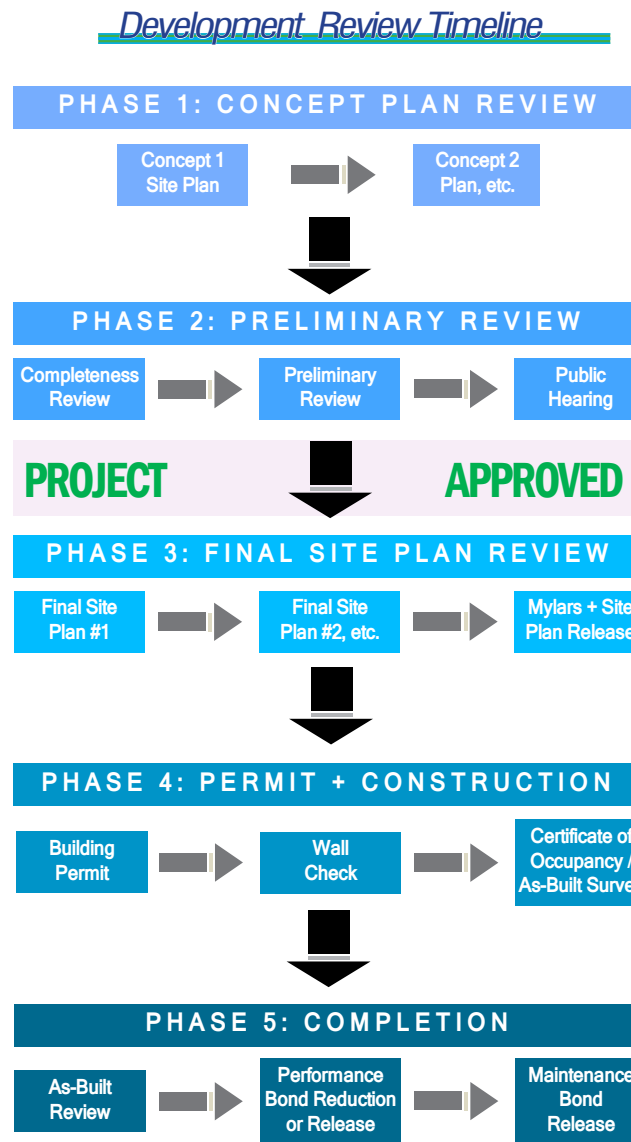 Development Review Timeline
PHASE 1: CONCEPT PLAN REVIEW
Concept 1
Site Plan
Concept 2
Plan, etc.
PHASE 2: PRELIMINARY REVIEW
Completeness
Review
Preliminary
Review
Public
Hearing
PROJECT APPROVED
PHASE 3: FINAL SITE PLAN REVIEW
Final Site
Plan #1
Final Site
Plan #2, etc.
Mylars + Site
Plan Release
PHASE 4: PERMIT + CONSTRUCTION
Building
Permit
Wall
Check
Certificate of
Occupancy /
As-Built Surve
PHASE 5: COMPLETION
As-Built
Review
Performance
Bond Reduction
or Release
Maintenance
Bond
Release